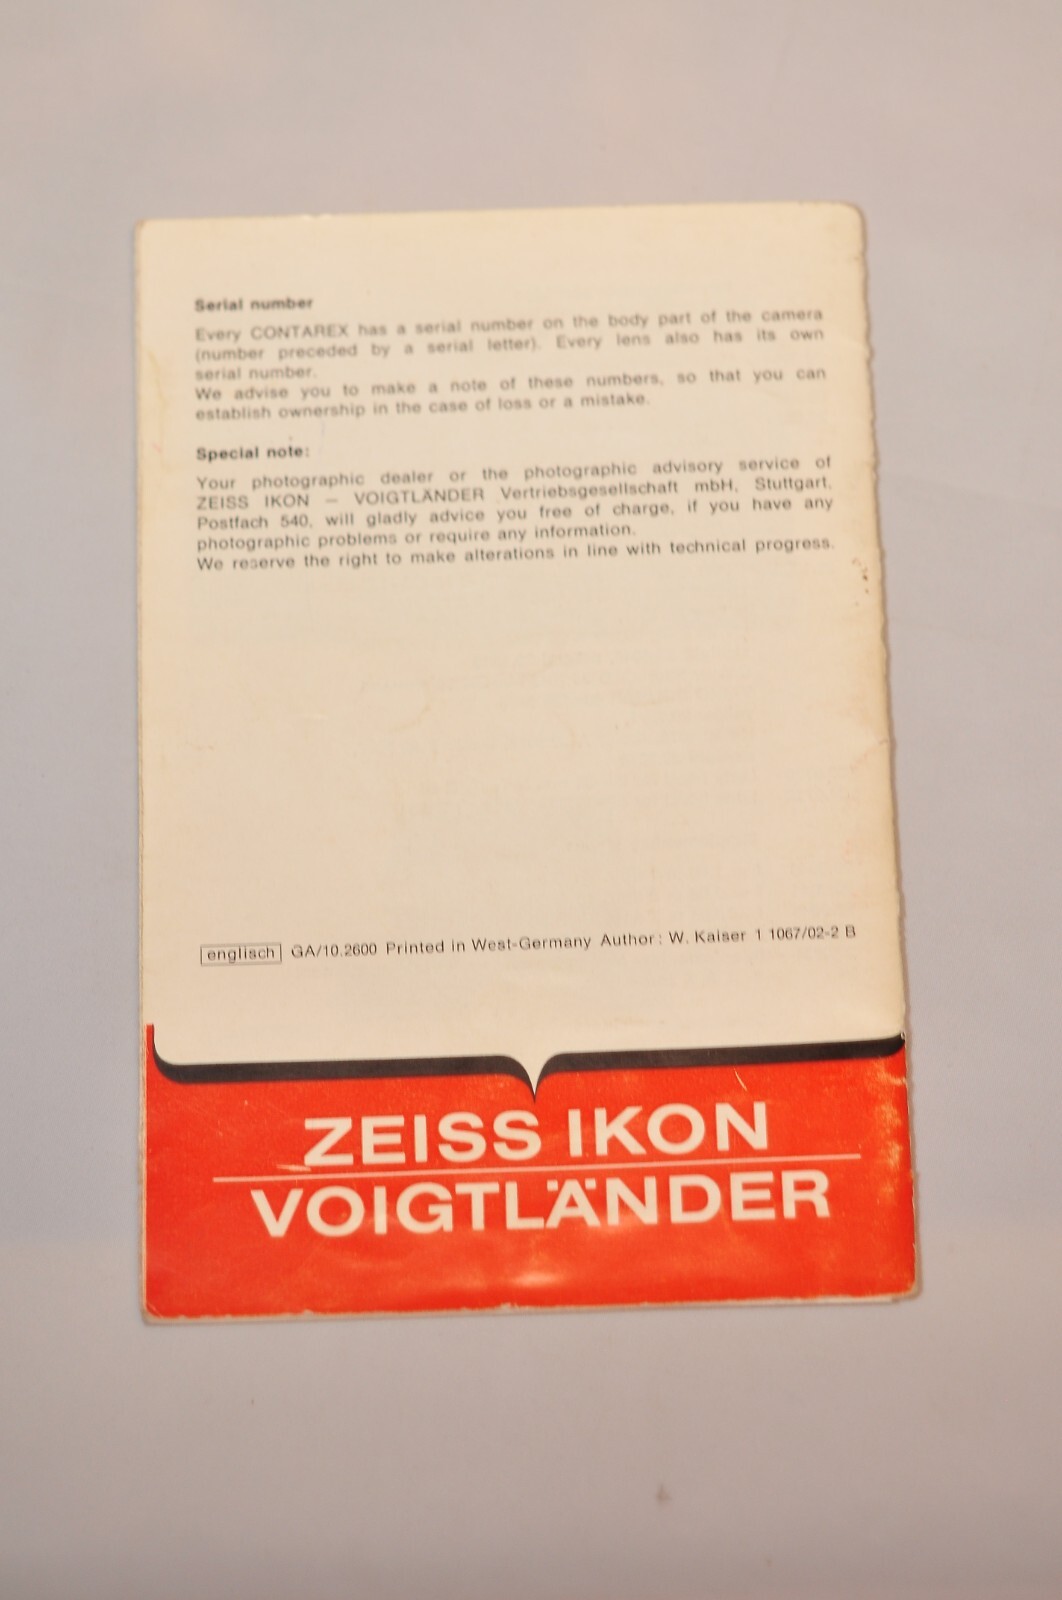 Serial number
Every CONTAREX has a serial number on the body part of the camera
(number preceded by a serial letter). Every lens also has its own
serial number.
We advise you to make a note of these numbers, so that you can
establish ownership in the case of loss or a mistake.
Special note:
Your photographic dealer or the photographic advisory service of
ZEISS IKON – VOIGTLÄNDER Vertriebsgesellschaft mbH, Stuttgart,
Postfach 540, will gladly advice you free of charge, if you have any
photographic problems or require any information.
We reserve the right to make alterations in line with technical progress.
englisch GA/10.2600 Printed in West-Germany Author: W. Kaiser 1 1067/02-2 B
ZEISS IKON
VOIGTLÄNDER